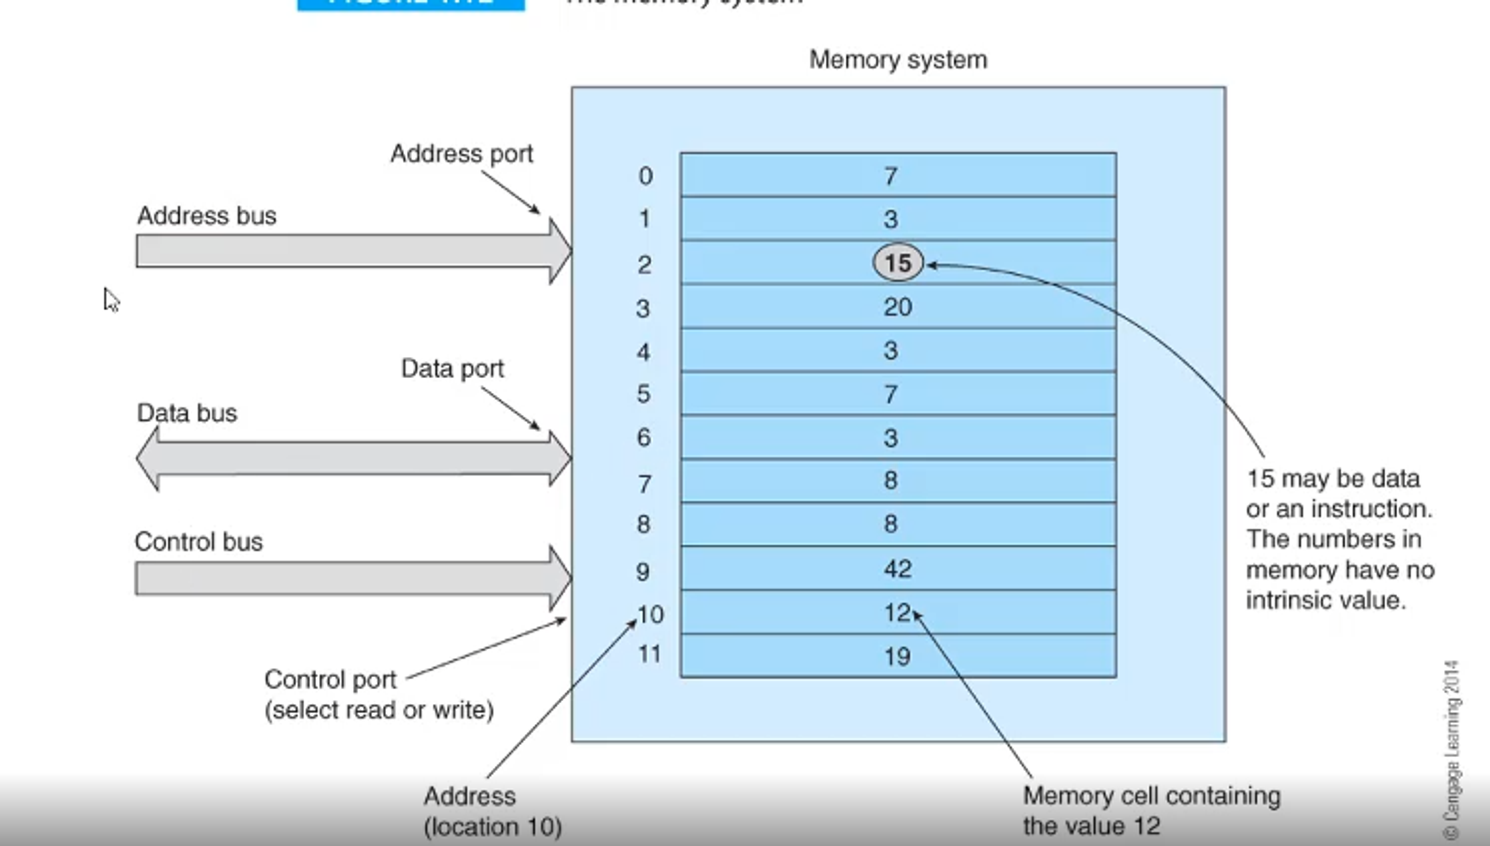 The memory system
Memory system
Address port
Address bus
Data port
Data bus
Control bus
Control port
(select read or write)
Address
(location 10)
0 7
1 3
2 15
3 20
4 3
5 7
6 3
7 8
8 8
9 42
10 12
11 19
15 may be data
or an instruction.
The numbers in
memory have no
intrinsic value.
Memory cell containing
the value 12
© Cengage Learning 2014